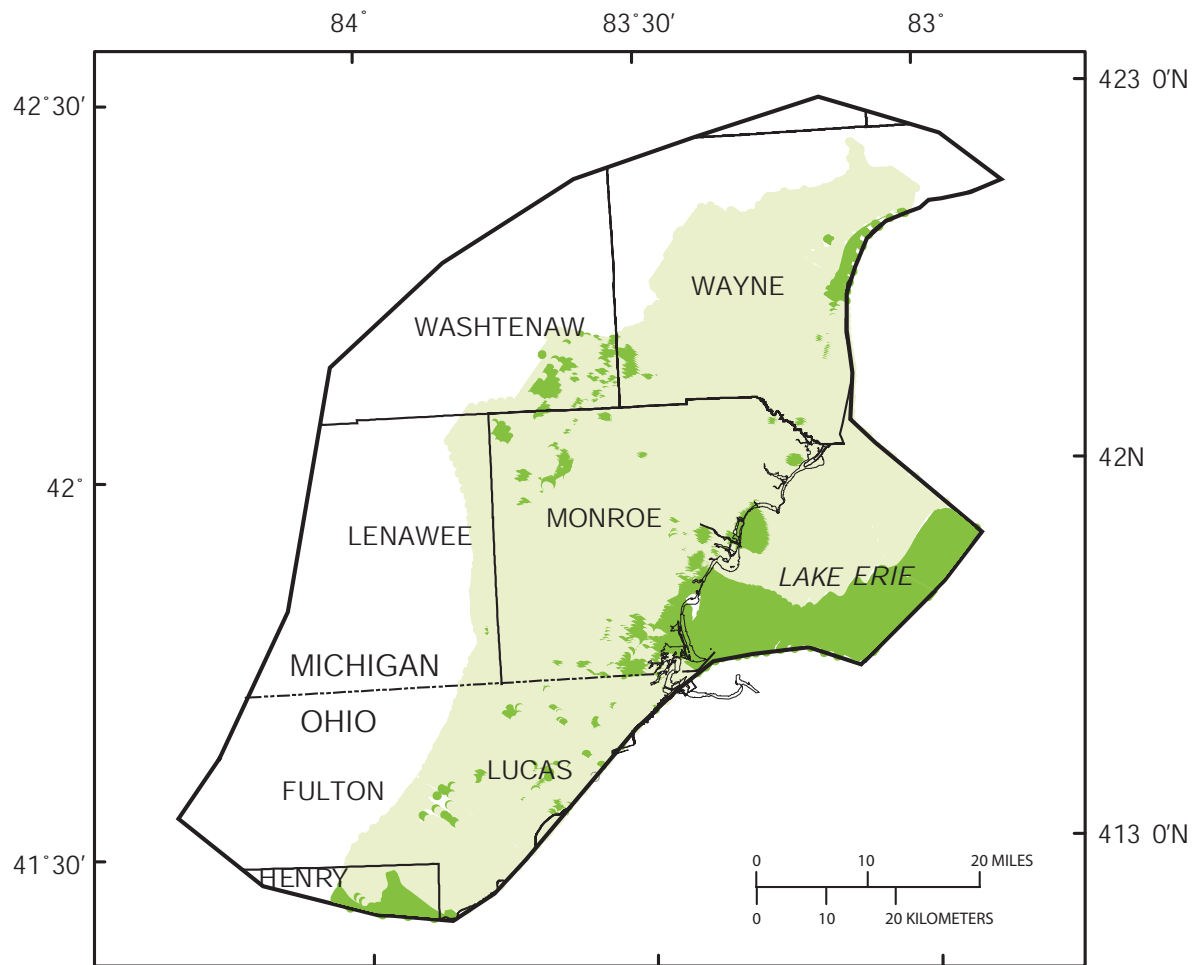 84˚
83˚30′
83˚
42˚30′
423 0′N
WAYNE
WASHTENAW
42N
42˚
MONROE
LENAWEE
LAKE ERIE
MICHIGAN
OHIO
LUCAS
FULTON
413 0′N
41˚30′
HENRY
0 10 20 MILES
0 10 20 KILOMETERS